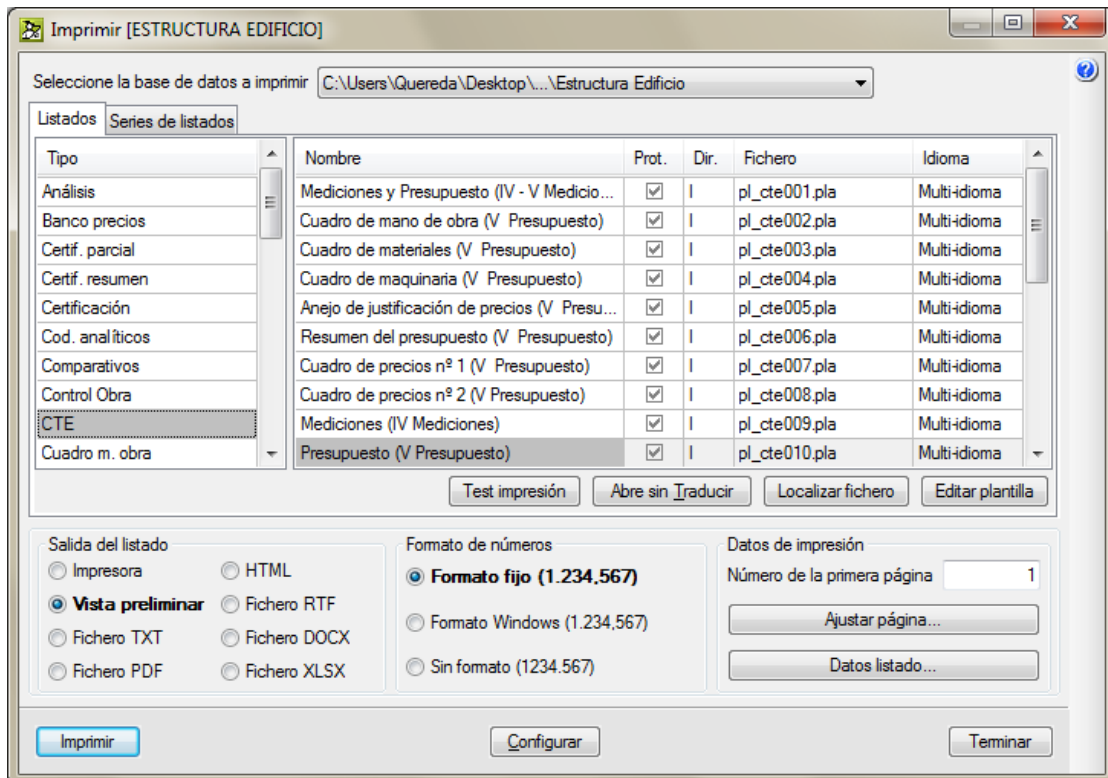 Imprimir [ESTRUCTURA EDIFICIO]
Seleccione la base de datos a imprimir C:\Users\Quereda\Desktop\...\Estructura Edificio
Listados Series de listados
Tipo Nombre Prot. Dir. Fichero Idioma
Análisis Mediciones y Presupuesto (IV - V Medicio... I pl_cte001.pla Multi-idioma
Banco precios Cuadro de mano de obra (V Presupuesto) I pl_cte002.pla Multi-idioma
Certif. parcial Cuadro de materiales (V Presupuesto) I pl_cte003.pla Multi-idioma
Certif. resumen Cuadro de maquinaria (V Presupuesto) I pl_cte004.pla Multi-idioma
Certificación Anejo de justificación de precios (V Presu... I pl_cte005.pla Multi-idioma
Cod. analíticos Resumen del presupuesto (V Presupuesto) I pl_cte006.pla Multi-idioma
Comparativos Cuadro de precios nº 1 (V Presupuesto) I pl_cte007.pla Multi-idioma
Control Obra Cuadro de precios nº 2 (V Presupuesto) I pl_cte008.pla Multi-idioma
CTE Mediciones (IV Mediciones) I pl_cte009.pla Multi-idioma
Cuadro m. obra Presupuesto (V Presupuesto) I pl_cte010.pla Multi-idioma
Test impresión Abre sin Traducir Localizar fichero Editar plantilla
Salida del listado Formato de números Datos de impresión
Impresora HTML Formato fijo (1.234,567) Número de la primera página 1
Vista preliminar Fichero RTF Formato Windows (1.234,567) Ajustar página...
Fichero TXT Fichero DOCX
Fichero PDF Fichero XLSX Sin formato (1234.567) Datos listado...
Imprimir Configurar Terminar